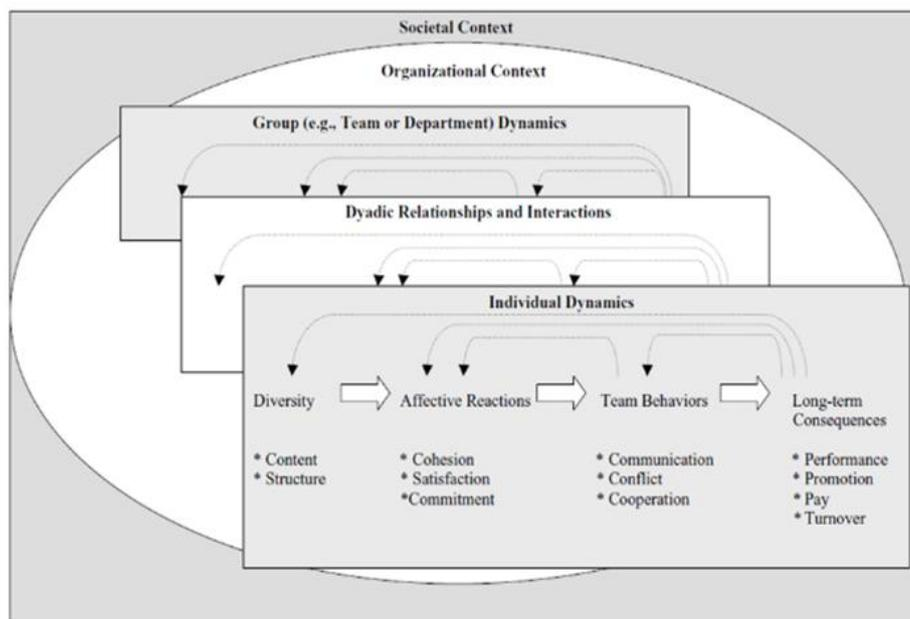 Societal Context
Organizational Context
Group (e.g., Team or Department) Dynamics
Dyadic Relationships and Interactions
Individual Dynamics
Diversity
Affective Reactions
Team Behaviors
Long-term
Consequences
* Content
* Structure
* Cohesion
* Satisfaction
*Commitment
* Communication
* Conflict
* Cooperation
* Performance
* Promotion
* Pay
* Turnover